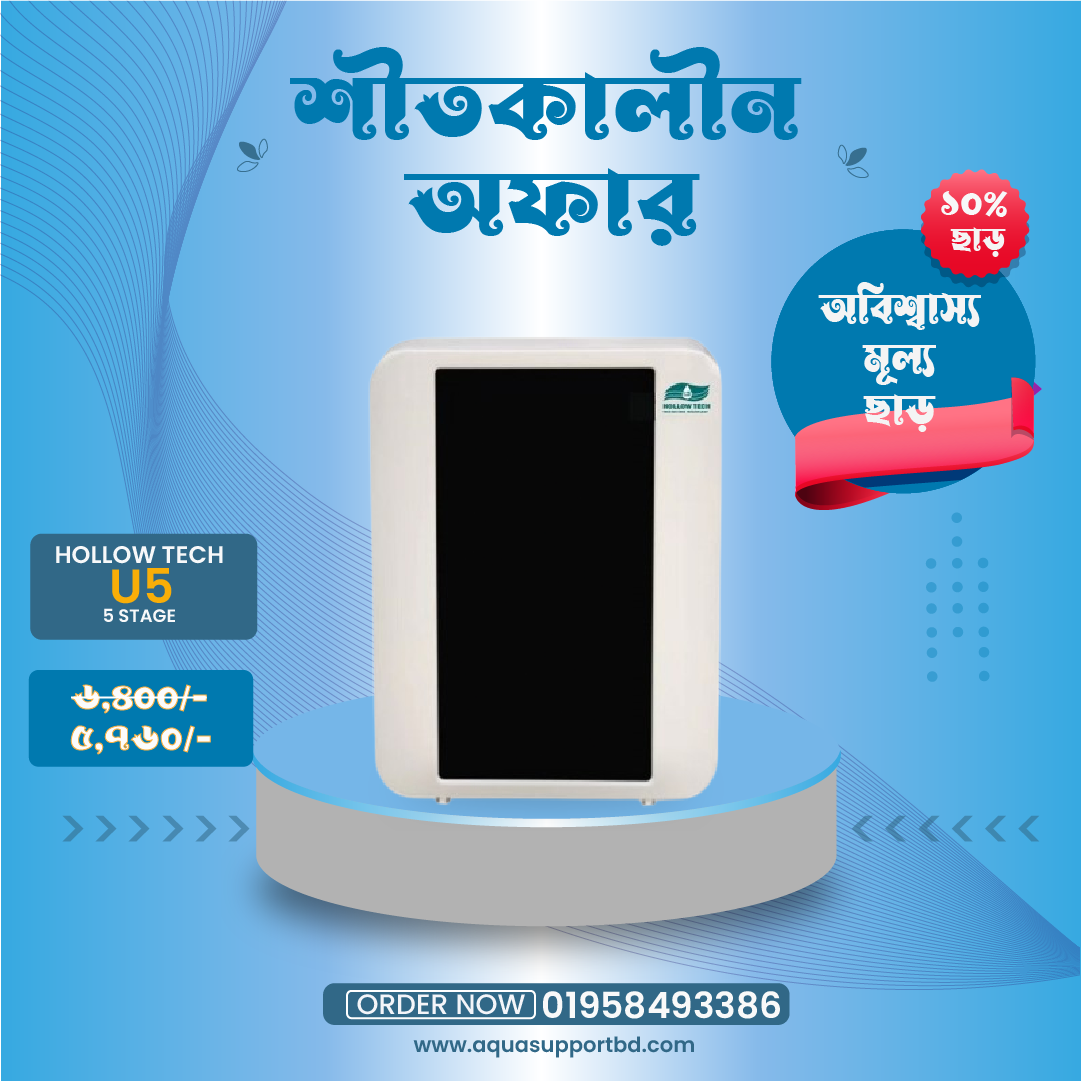 শীতকালীন
অফার
১০%
ছাড়
অবিশ্বাস্য
মূল্য
ছাড়
HOLLOW TECH
HOLLOW TECH
U5
5 STAGE
৬,৪০০/-
৫,৭৬০/-
ORDER NOW 01958493386
www.aquasupportbd.com